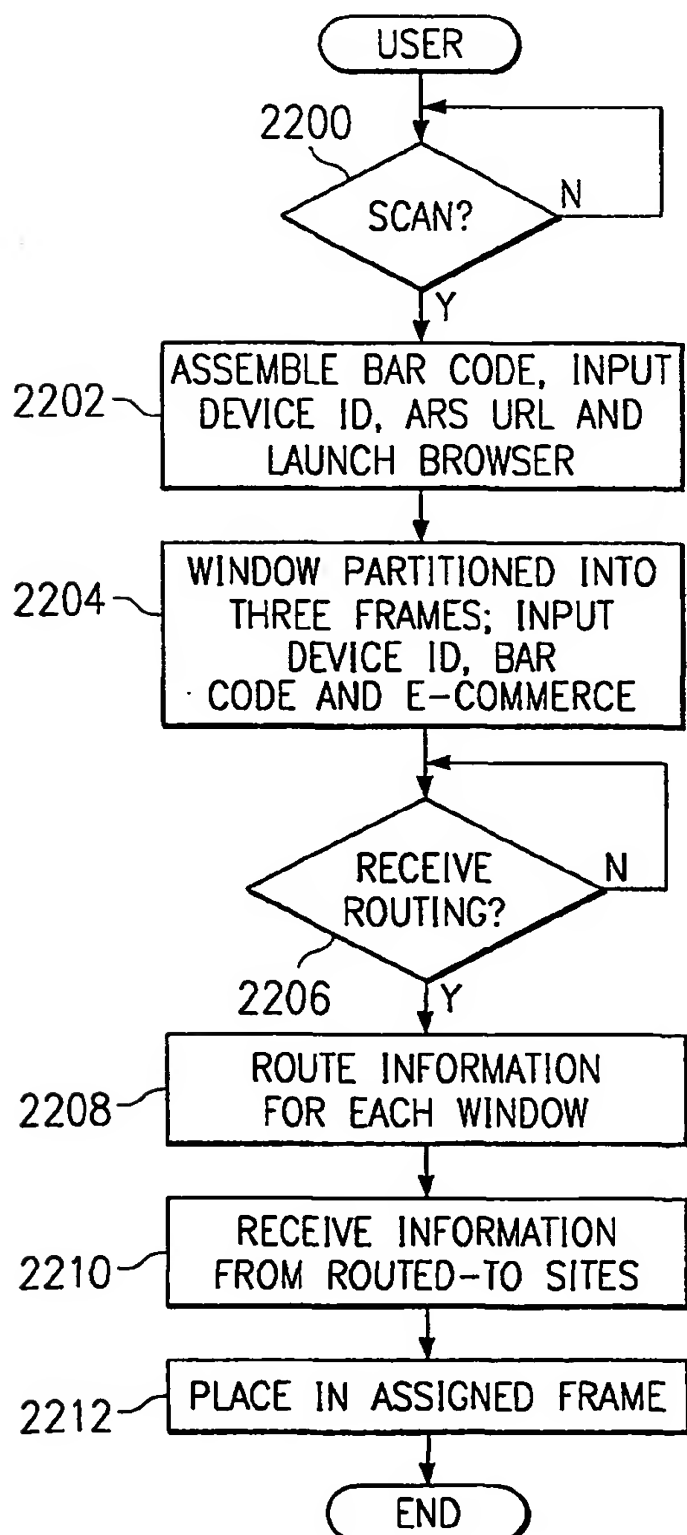 USER
2200
SCAN?
N
Y
2202
ASSEMBLE BAR CODE, INPUT
DEVICE ID, ARS URL AND
LAUNCH BROWSER
2204
WINDOW PARTITIONED INTO
THREE FRAMES; INPUT
DEVICE ID, BAR
CODE AND E-COMMERCE
RECEIVE
ROUTING?
N
2206
Y
2208
ROUTE INFORMATION
FOR EACH WINDOW
2210
RECEIVE INFORMATION
FROM ROUTED-TO SITES
2212
PLACE IN ASSIGNED FRAME
END